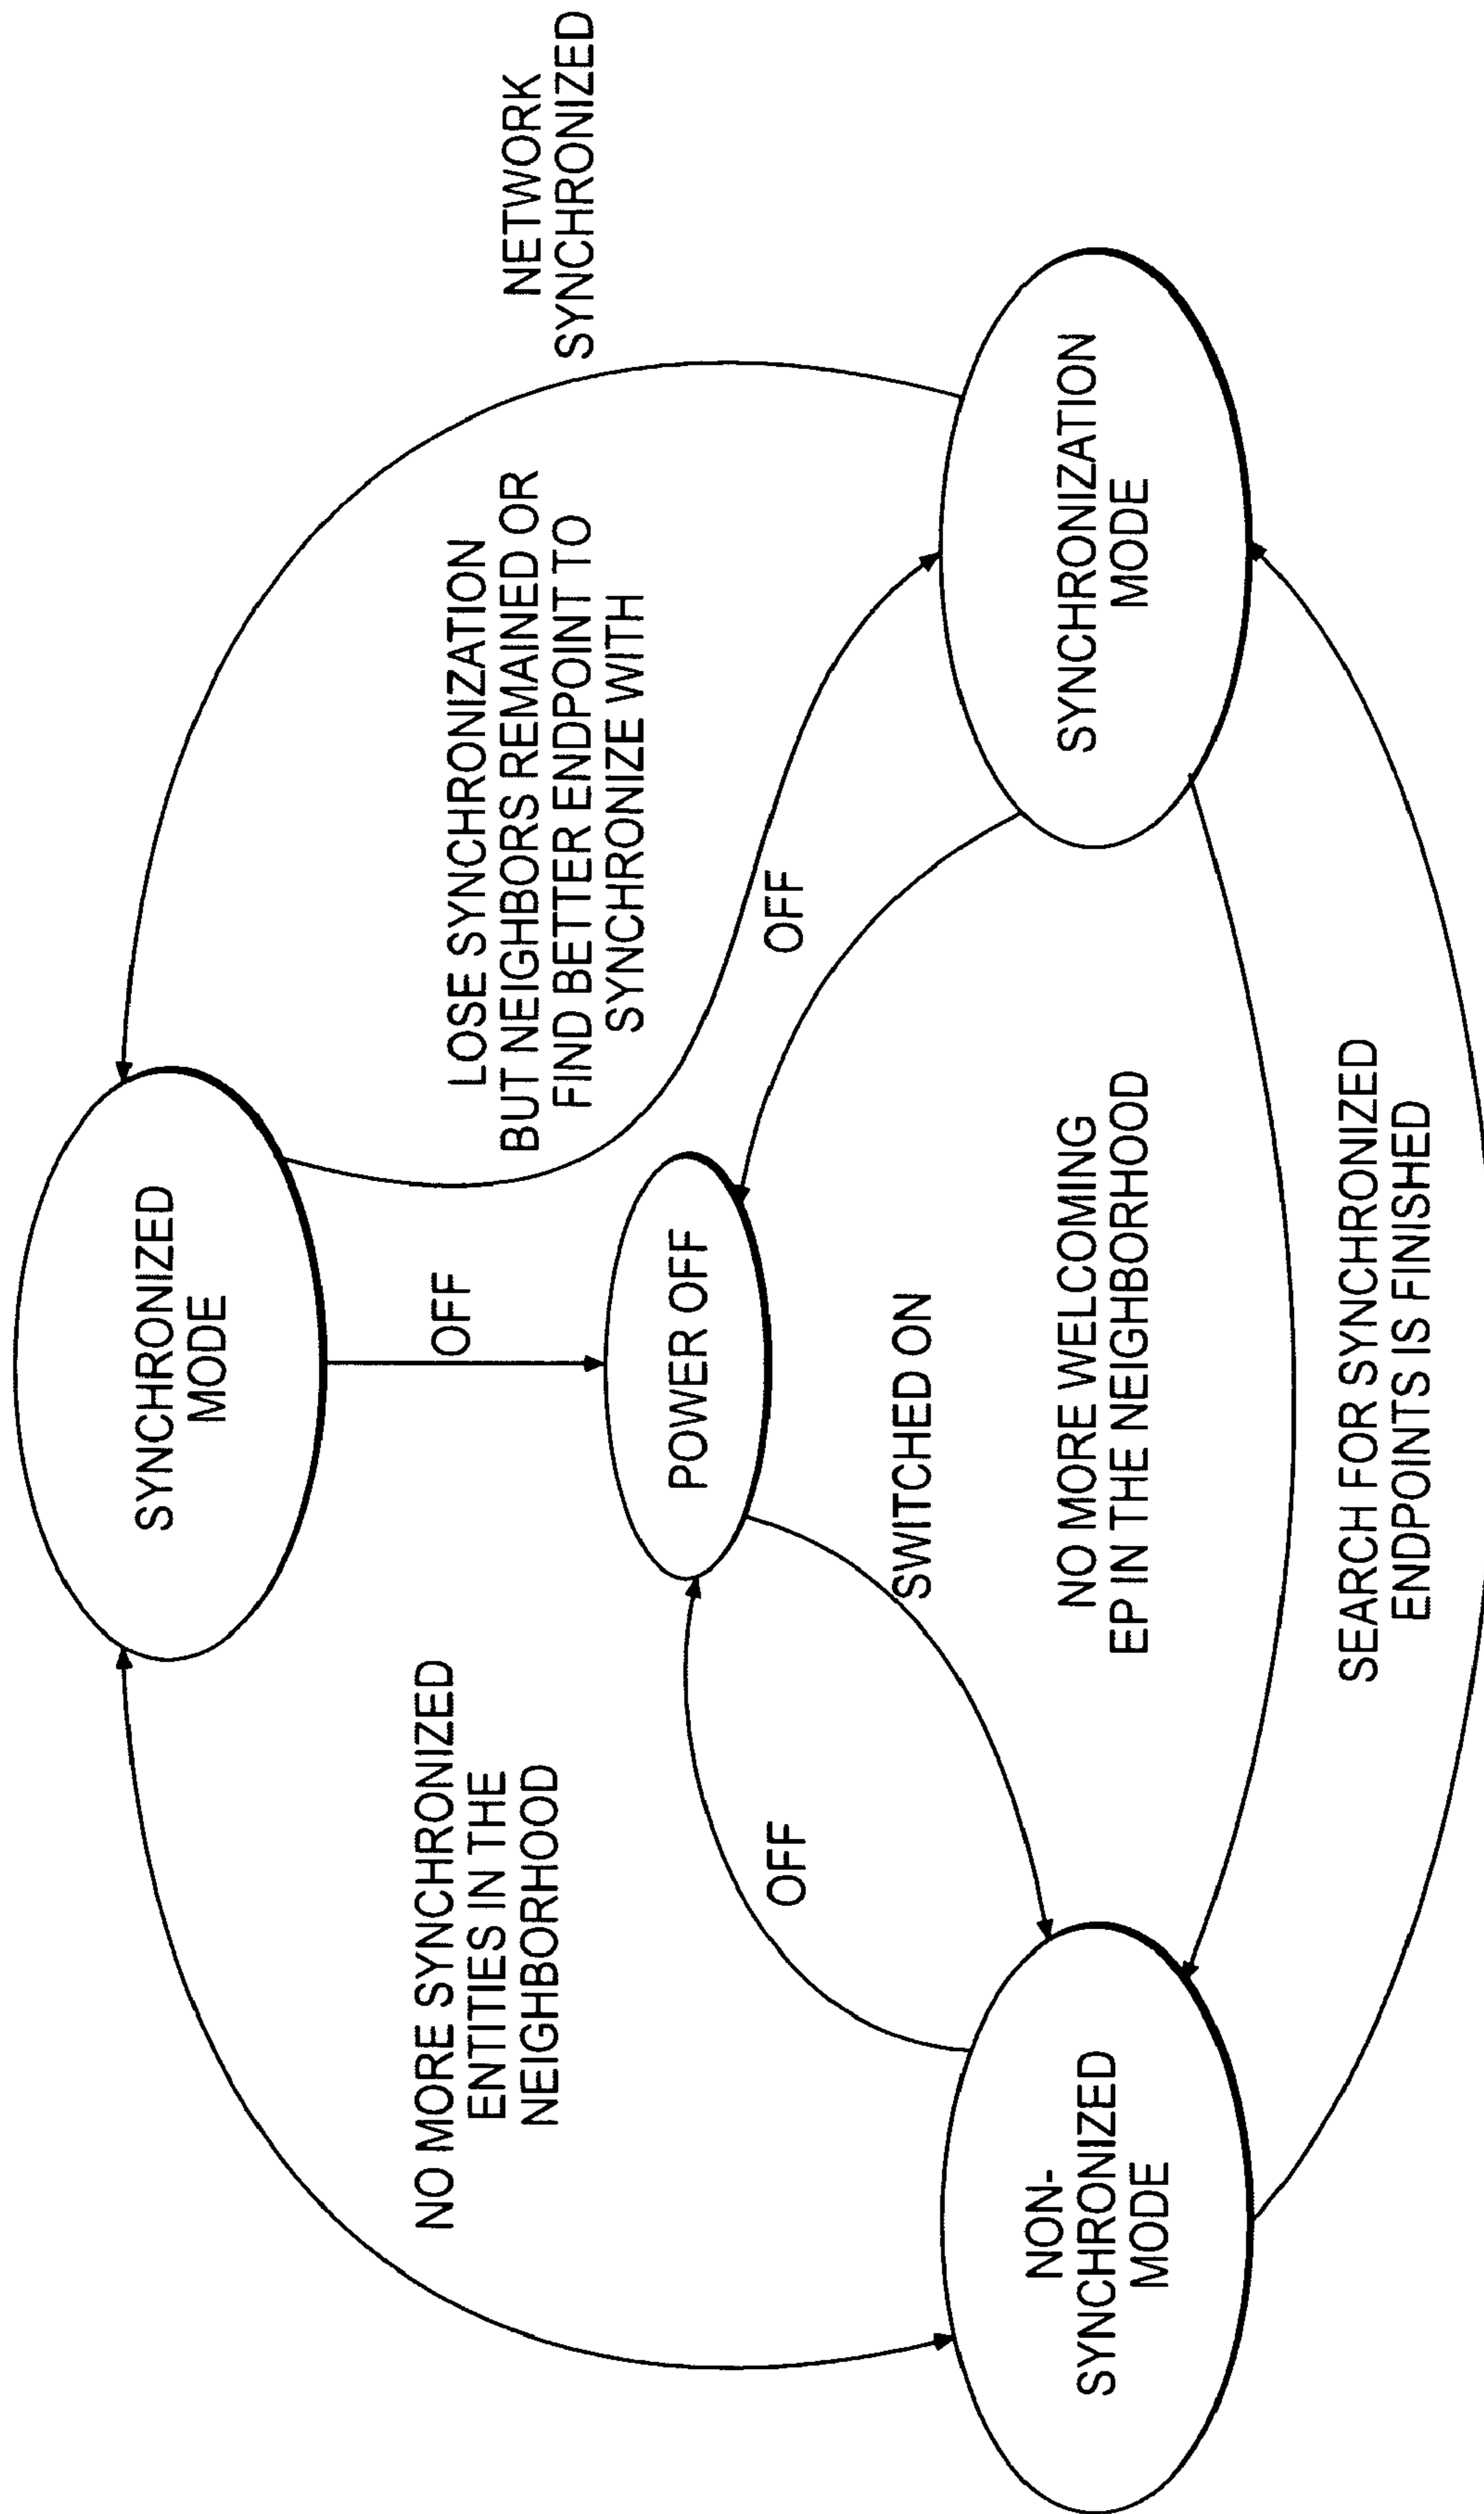 SYNCHRONIZED
MODE
NETWORK
SYNCHRONIZED
NO MORE SYNCHRONIZED
ENTITIES IN THE
NEIGHBORHOOD
OFF
LOSE SYNCHRONIZATION
BUT NEIGHBORS REMAINED OR
FIND BETTER ENDPOINT TO
SYNCHRONIZE WITH
POWER OFF
OFF
OFF
SWITCHED ON
NON-
SYNCHRONIZED
MODE
NO MORE WELCOMING
EP IN THE NEIGHBORHOOD
SYNCHRONIZATION
MODE
SEARCH FOR SYNCHRONIZED
ENDPOINTS IS FINISHED